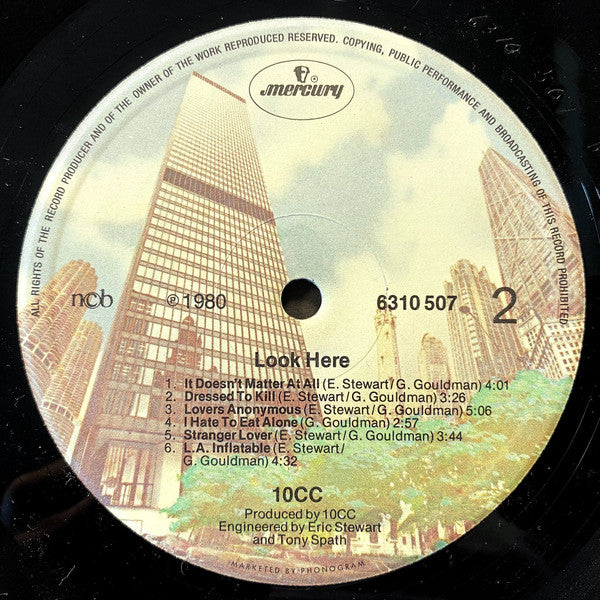 ALL RIGHTS OF THE RECORD PRODUCER AND OF THE OWNER OF THE WORK REPRODUCED RESERVED. COPYING, PUBLIC PERFORMANCE AND BROADCASTING OF THIS RECORD PROHIBITED
mercury
ncb
℗ 1980
6310 507
2
Look Here
1. It Doesn't Matter At All (E. Stewart/G. Gouldman) 4:01
2. Dressed To Kill (E. Stewart/G. Gouldman) 3:26
3. Lovers Anonymous (E. Stewart/G. Gouldman) 5:06
4. I Hate To Eat Alone (G. Gouldman) 2:57
5. Stranger Lover (E. Stewart/G. Gouldman) 3:44
6. L.A. Inflatable (E. Stewart/
G. Gouldman) 4:32
10CC
Produced by 10CC
Engineered by Eric Stewart
and Tony Spath
MARKETED BY PHONOGRAM